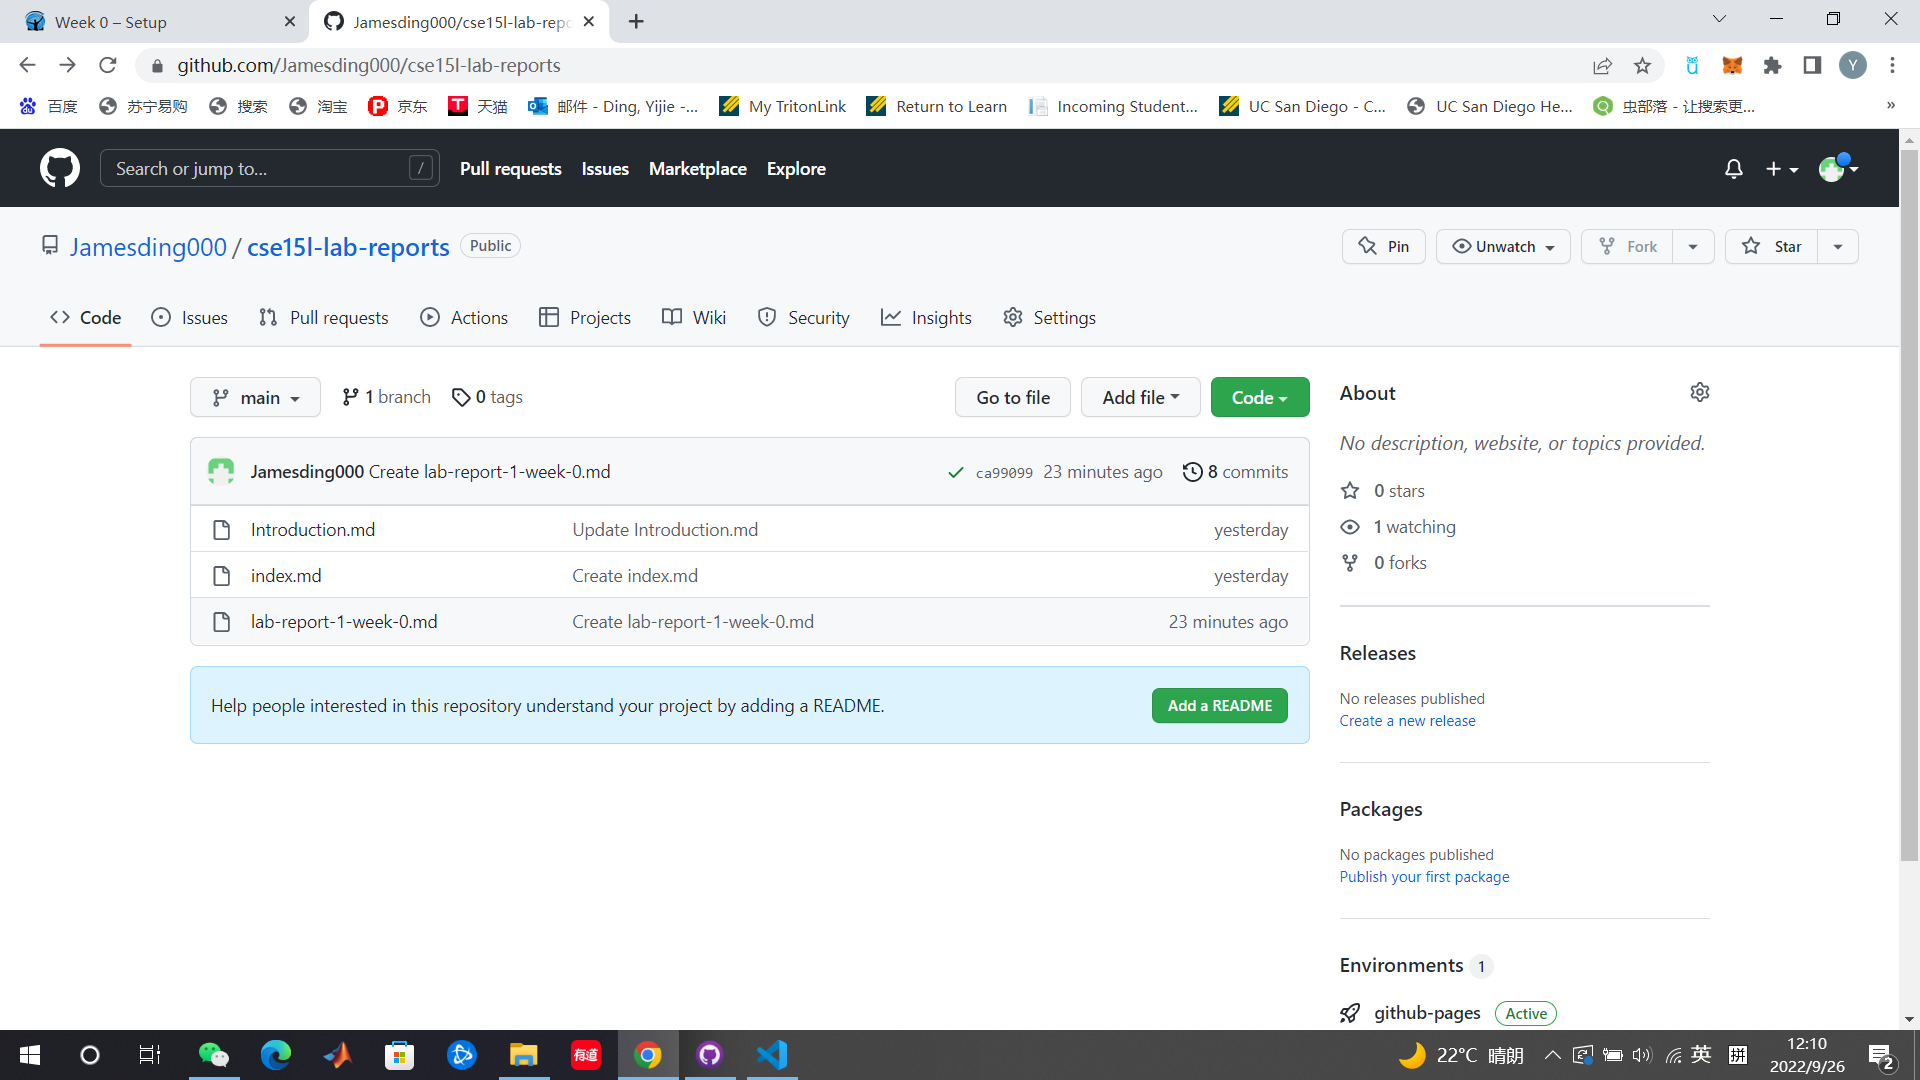 Week 0 – Setup
Jamesding000/cse15l-lab-repo
github.com/Jamesding000/cse15l-lab-reports
Y
百度
苏宁易购
搜索
淘宝
京东
天猫
邮件 - Ding, Yijie -...
My TritonLink
Return to Learn
Incoming Student...
UC San Diego - C...
UC San Diego He...
虫部落 - 让搜索更...
»
Search or jump to...
/
Pull requests
Issues
Marketplace
Explore
Jamesding000 / cse15l-lab-reports
Public
Pin
Unwatch
Fork
Star
Code
Issues
Pull requests
Actions
Projects
Wiki
Security
Insights
Settings
main
1 branch
0 tags
Go to file
Add file
Code
Jamesding000 Create lab-report-1-week-0.md
ca99099 23 minutes ago
8 commits
Introduction.md
Update Introduction.md
yesterday
index.md
Create index.md
yesterday
lab-report-1-week-0.md
Create lab-report-1-week-0.md
23 minutes ago
Help people interested in this repository understand your project by adding a README.
Add a README
About
No description, website, or topics provided.
0 stars
1 watching
0 forks
Releases
No releases published
Create a new release
Packages
No packages published
Publish your first package
Environments 1
github-pages
Active
有道
22°C 晴朗
英
拼
12:10
2022/9/26
2